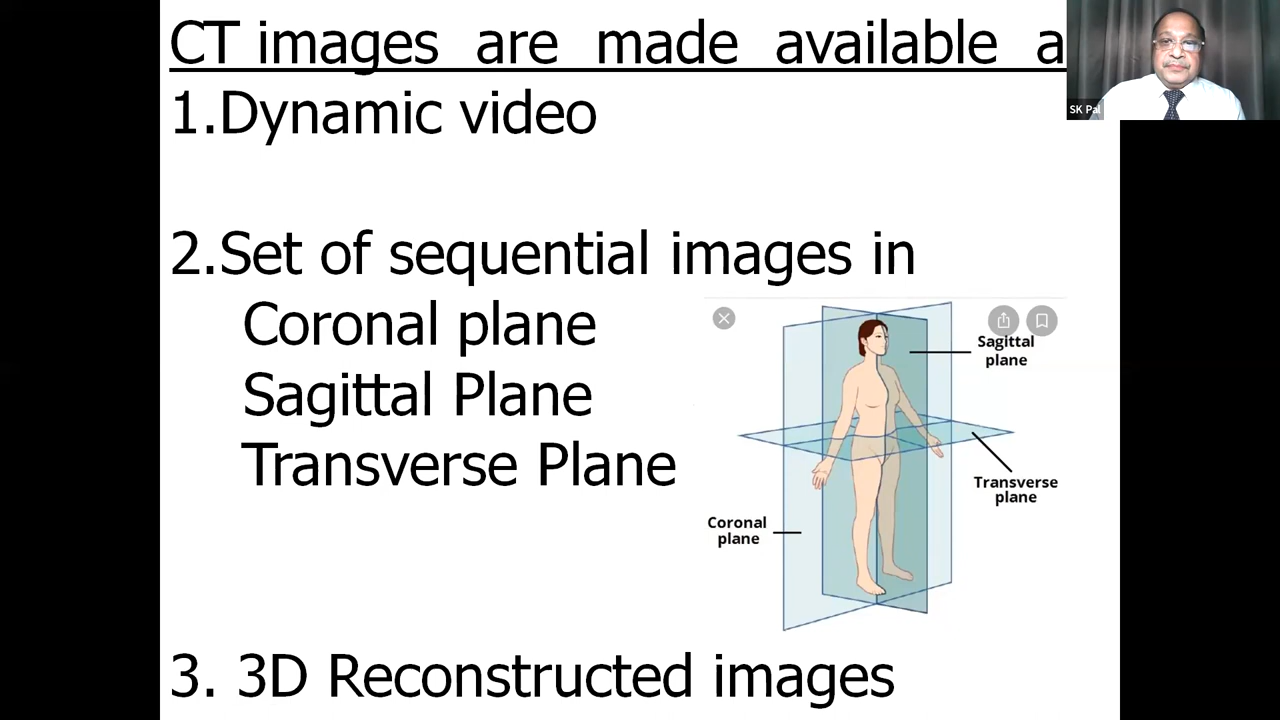 CT images are made available a
SK Pal
1.Dynamic video
2.Set of sequential images in
Coronal plane
Sagittal Plane
Transverse Plane
Sagittal
plane
Transverse
plane
Coronal
plane
3. 3D Reconstructed images